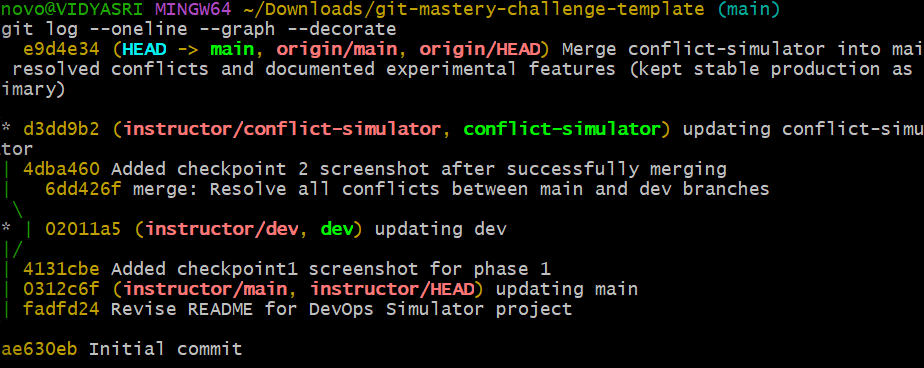 novo@VIDYASRI MINGW64 ~/Downloads/git-mastery-challenge-template (main)
git log --oneline --graph --decorate
  e9d4e34 (HEAD -> main, origin/main, origin/HEAD) Merge conflict-simulator into mai
 resolved conflicts and documented experimental features (kept stable production as
imary)

* d3dd9b2 (instructor/conflict-simulator, conflict-simulator) updating conflict-simu
tor
| 4dba460 Added checkpoint 2 screenshot after successfully merging
|   6dd426f merge: Resolve all conflicts between main and dev branches
 \
* | 02011a5 (instructor/dev, dev) updating dev
|/
| 4131cbe Added checkpoint1 screenshot for phase 1
| 0312c6f (instructor/main, instructor/HEAD) updating main
| fadfd24 Revise README for DevOps Simulator project

ae630eb Initial commit